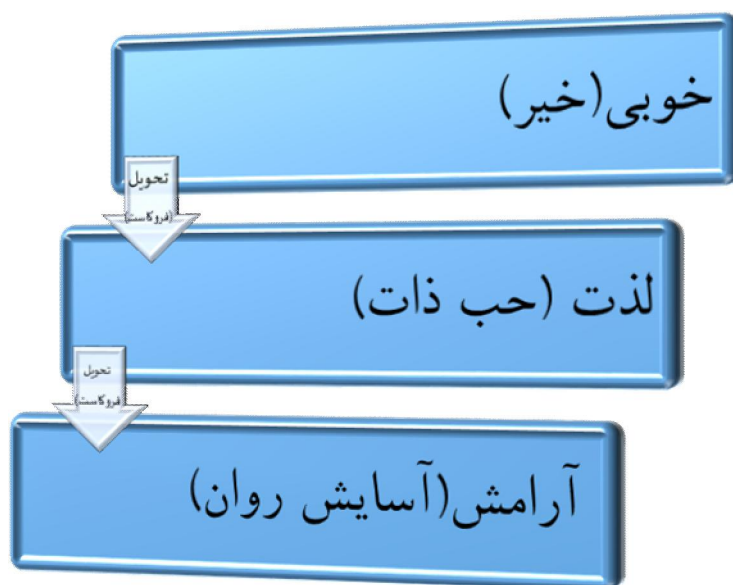 خوبی(خیر)
تحویل
(فروکاست)
لذت (حب ذات)
تحویل
(فروکاست)
آرامش(آسایش روان)